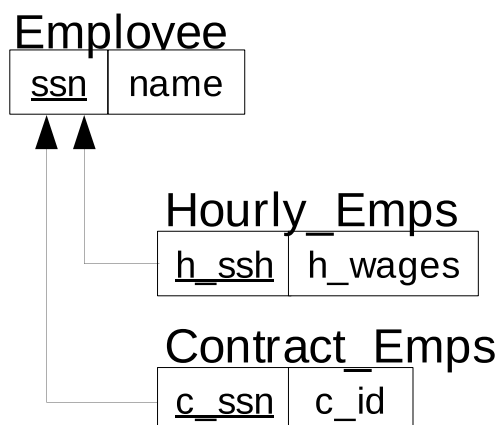 Employee
ssn name
Hourly_Emps
h_ssh h_wages
Contract_Emps
c_ssn c_id